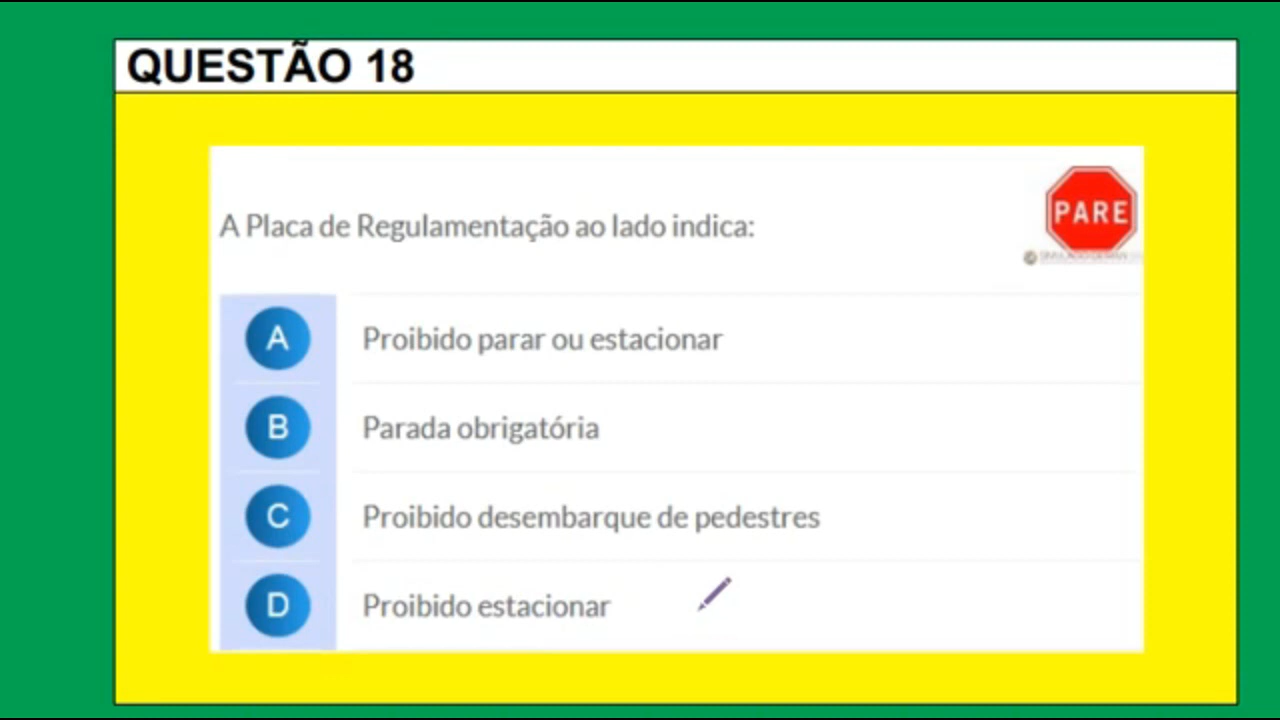 QUESTÃO 18
A Placa de Regulamentação ao lado indica:
PARE
A
Proibido parar ou estacionar
B
Parada obrigatória
C
Proibido desembarque de pedestres
D
Proibido estacionar